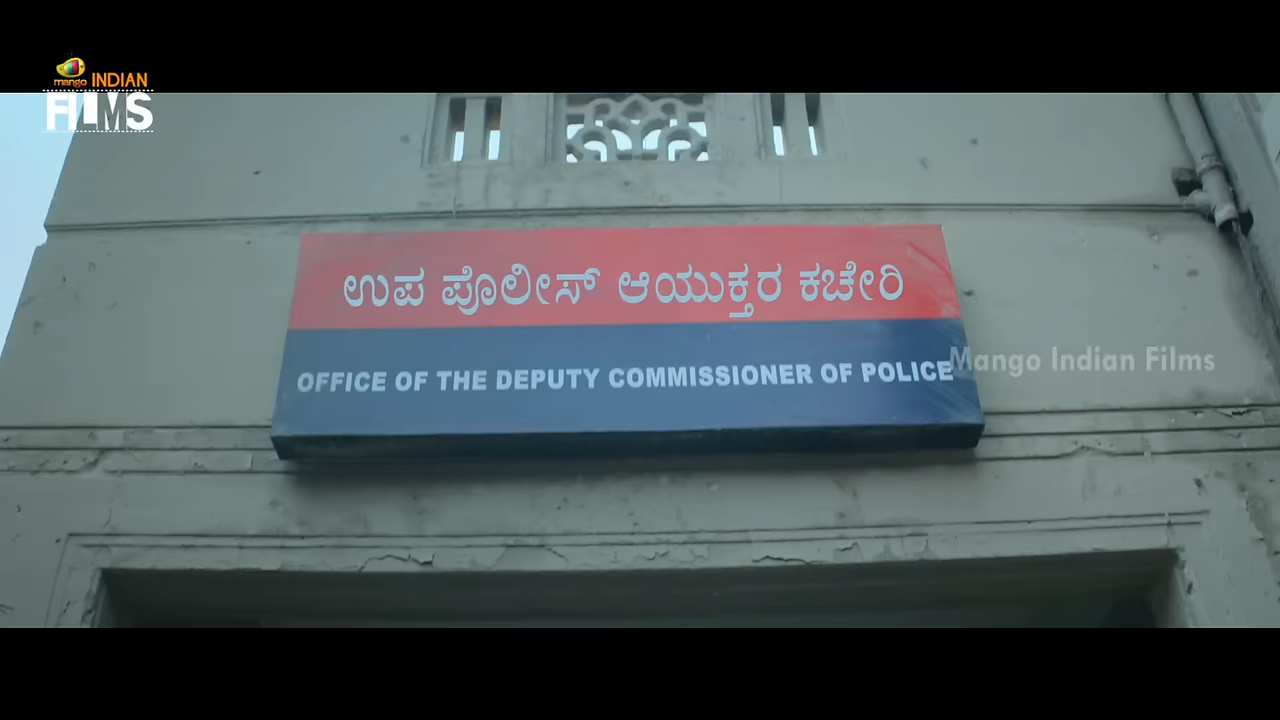 mango INDIAN
FILMS
ಉಪ ಪೊಲೀಸ್ ಆಯುಕ್ತರ ಕಚೇರಿ
OFFICE OF THE DEPUTY COMMISSIONER OF POLICE
Mango Indian Films